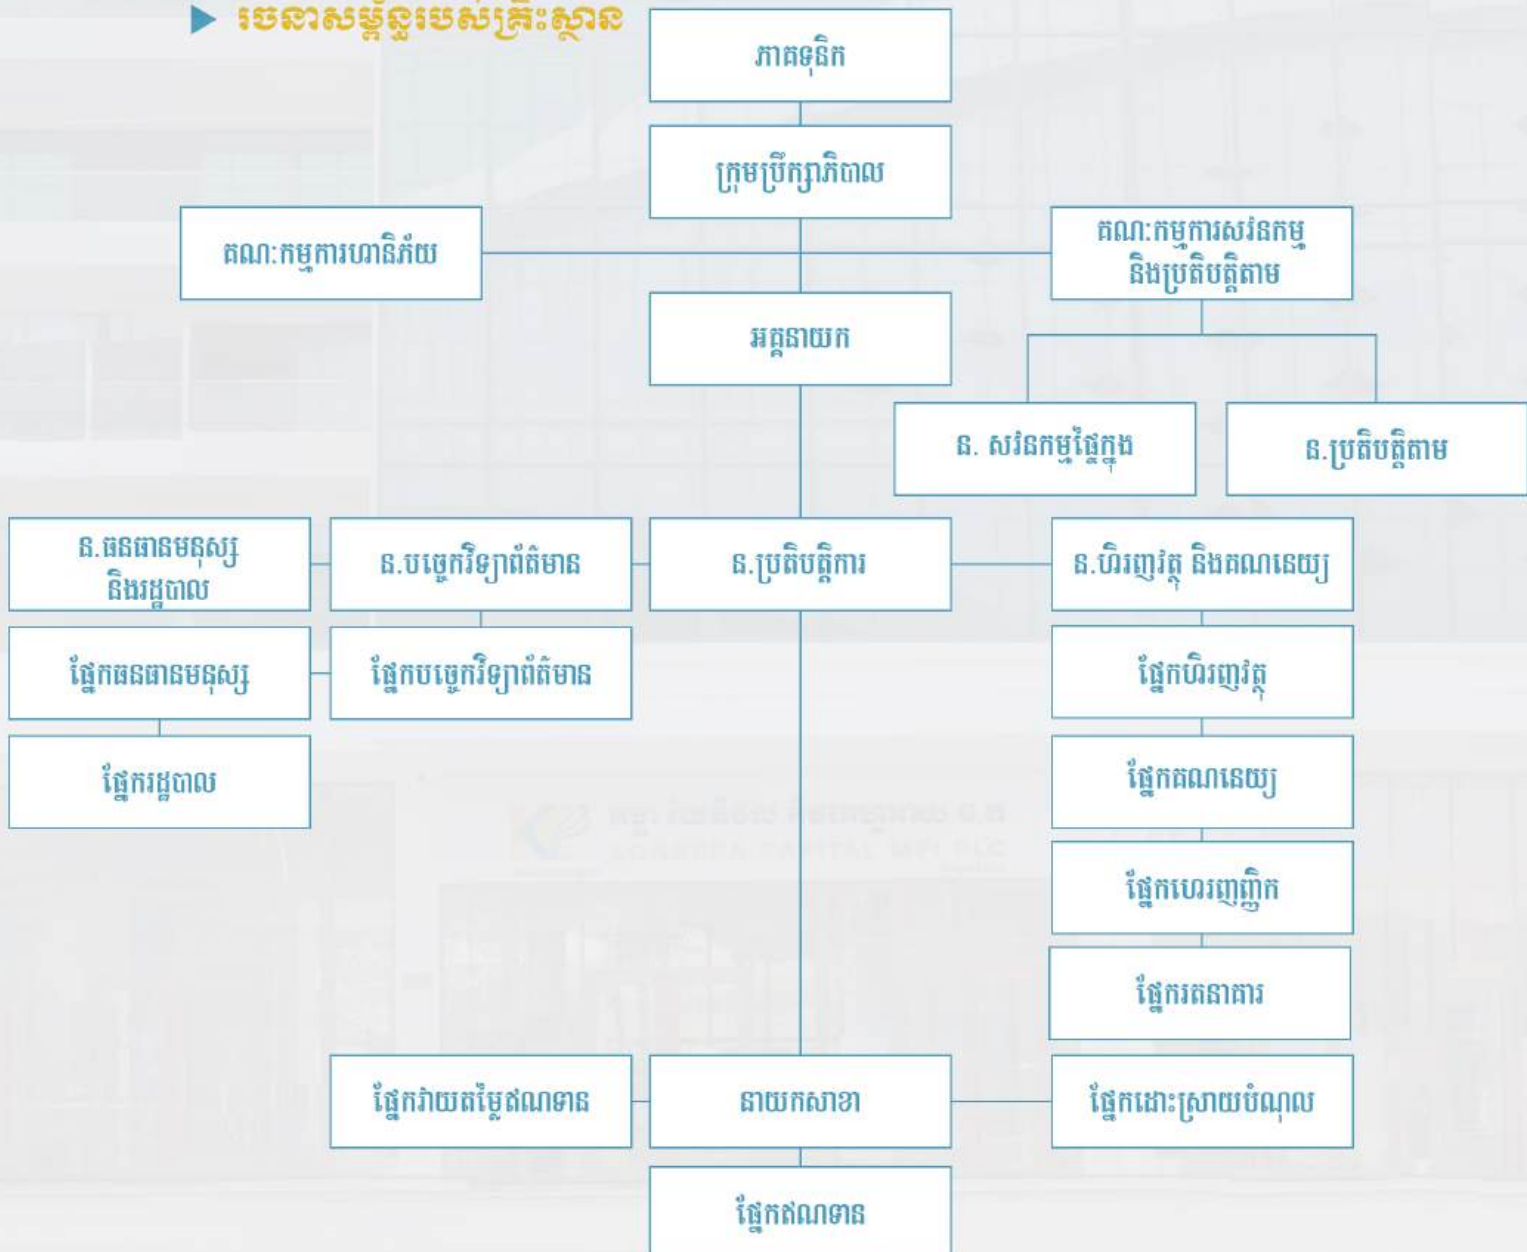 រចនាសម្ព័ន្ធរបស់គ្រឹះស្ថាន
ភាគទុនិក
ក្រុមប្រឹក្សាភិបាល
គណៈកម្មការហានិភ័យ
គណៈកម្មការសវនកម្ម
និងប្រតិបត្តិតាម
អគ្គនាយក
ន. សវនកម្មផ្ទៃក្នុង
ន.ប្រតិបត្តិតាម
ន.ធនធានមនុស្ស
និងរដ្ឋបាល
ន.បច្ចេកវិទ្យាព័ត៌មាន
ន.ប្រតិបត្តិការ
ន.ហិរញវត្ថុ និងគណនេយ្យ
ផ្នែកធនធានមនុស្ស
ផ្នែកបច្ចេកវិទ្យាព័ត៌មាន
ផ្នែកហិរញវត្ថុ
ផ្នែករដ្ឋបាល
ផ្នែកគណនេយ្យ
ផ្នែកហេរញញិក
ផ្នែករតនាគារ
ផ្នែកវាយតម្លៃឥណទាន
នាយកសាខា
ផ្នែកដោះស្រាយបំណុល
ផ្នែកឥណទាន